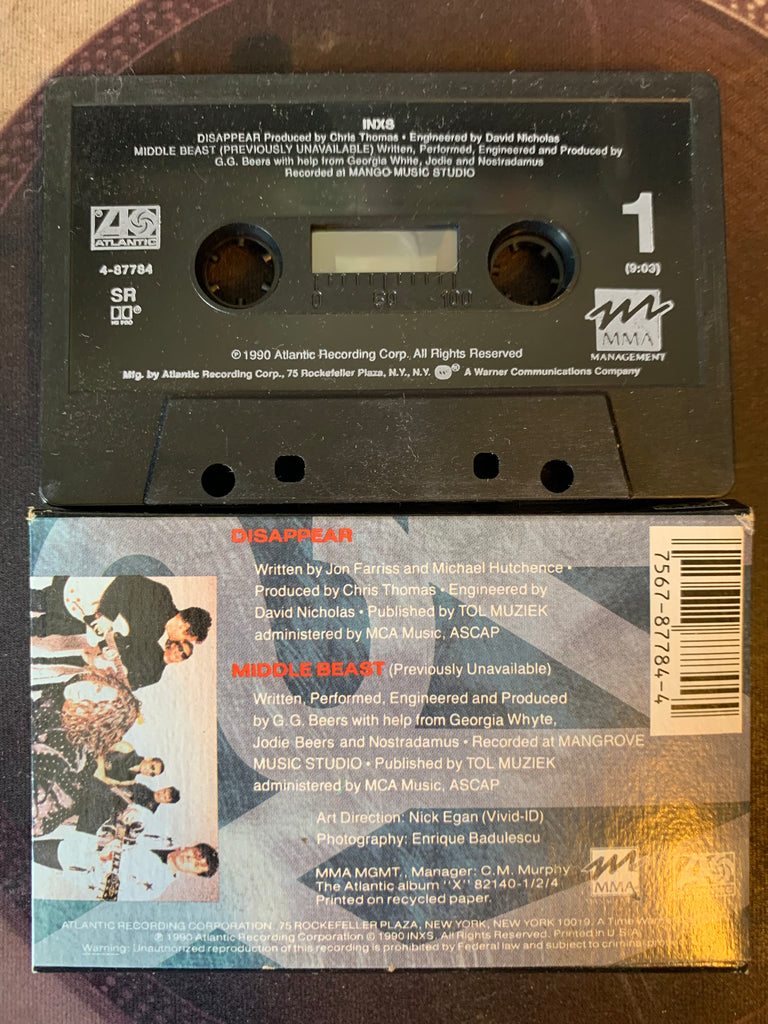 INXS
DISAPPEAR Produced by Chris Thomas • Engineered by David Nicholas
MIDDLE BEAST (PREVIOUSLY UNAVAILABLE) Written, Performed, Engineered and Produced by
G.G. Beers with help from Georgia White, Jodie and Nostradamus
Recorded at MANGO MUSIC STUDIO
ATLANTIC
4-87784
SR
HX PRO
1
(9:03)
0 50 100
MMA
MANAGEMENT
℗ 1990 Atlantic Recording Corp. All Rights Reserved
Mfg. by Atlantic Recording Corp., 75 Rockefeller Plaza, N.Y., N.Y. ® A Warner Communications Company
DISAPPEAR
Written by Jon Farriss and Michael Hutchence •
Produced by Chris Thomas • Engineered by
David Nicholas • Published by TOL MUZIEK
administered by MCA Music, ASCAP
MIDDLE BEAST (Previously Unavailable)
Written, Performed, Engineered and Produced
by G.G. Beers with help from Georgia Whyte,
Jodie Beers and Nostradamus • Recorded at MANGROVE
MUSIC STUDIO • Published by TOL MUZIEK
administered by MCA Music, ASCAP
7567-87784-4
Art Direction: Nick Egan (Vivid-ID)
Photography: Enrique Badulescu
MMA MGMT., Manager: C.M. Murphy
The Atlantic album "X" 82140-1/2/4
Printed on recycled paper.
MMA
ATLANTIC RECORDING CORPORATION, 75 ROCKEFELLER PLAZA, NEW YORK, NEW YORK 10019. A Time Warner
℗ 1990 Atlantic Recording Corporation © 1990 INXS, All Rights Reserved. Printed in U.S.A.
Warning: Unauthorized reproduction of this recording is prohibited by Federal law and subject to criminal